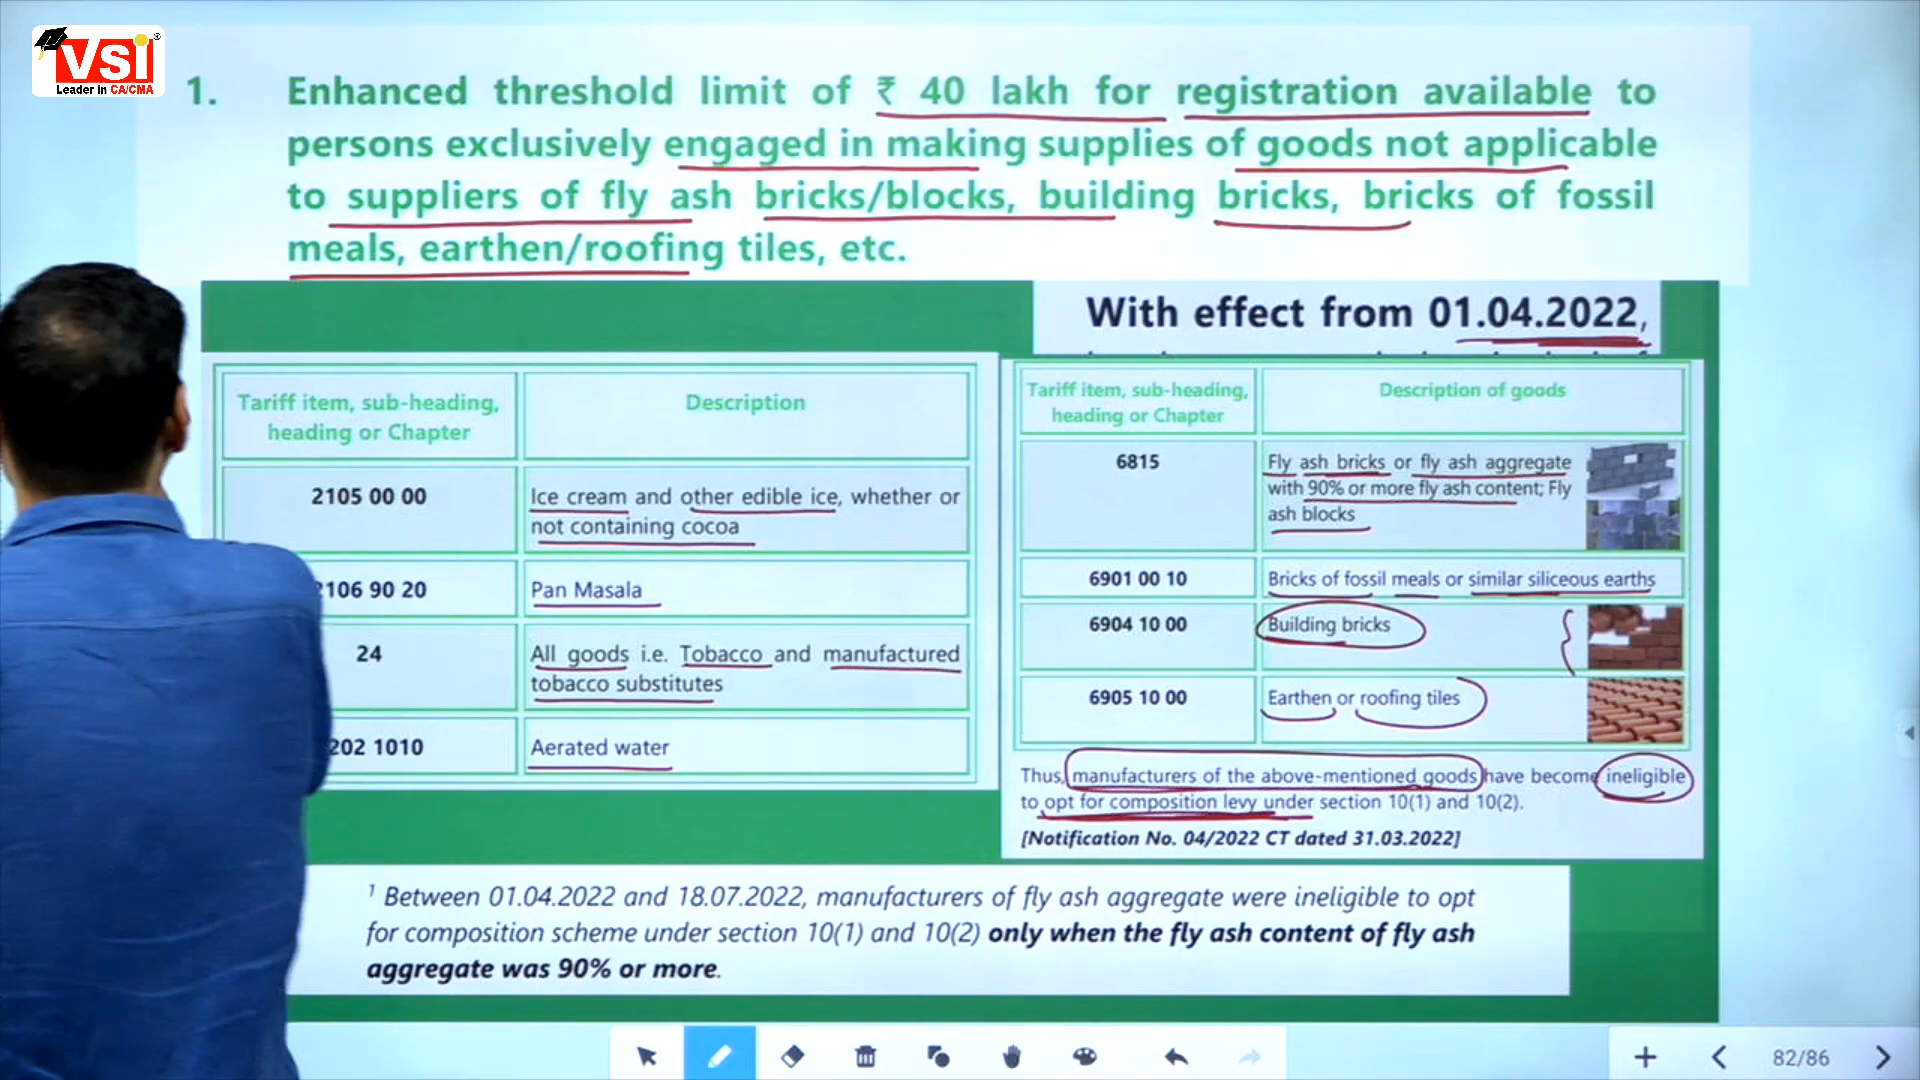 vsi
Leader in CA/CMA
1. Enhanced threshold limit of ₹ 40 lakh for registration available to
persons exclusively engaged in making supplies of goods not applicable
to suppliers of fly ash bricks/blocks, building bricks, bricks of fossil
meals, earthen/roofing tiles, etc.
With effect from 01.04.2022,
Tariff item, sub-heading,
heading or Chapter
Description
2105 00 00
Ice cream and other edible ice, whether or
not containing cocoa
106 90 20
Pan Masala
24
All goods i.e. Tobacco and manufactured
tobacco substitutes
202 1010
Aerated water
Tariff item, sub-heading,
heading or Chapter
Description of goods
6815
Fly ash bricks or fly ash aggregate
with 90% or more fly ash content; Fly
ash blocks
6901 00 10
Bricks of fossil meals or similar siliceous earths
6904 10 00
Building bricks
6905 10 00
Earthen or roofing tiles
Thus, manufacturers of the above-mentioned goods have become ineligible
to opt for composition levy under section 10(1) and 10(2).
[Notification No. 04/2022 CT dated 31.03.2022]
1 Between 01.04.2022 and 18.07.2022, manufacturers of fly ash aggregate were ineligible to opt
for composition scheme under section 10(1) and 10(2) only when the fly ash content of fly ash
aggregate was 90% or more.
82/86